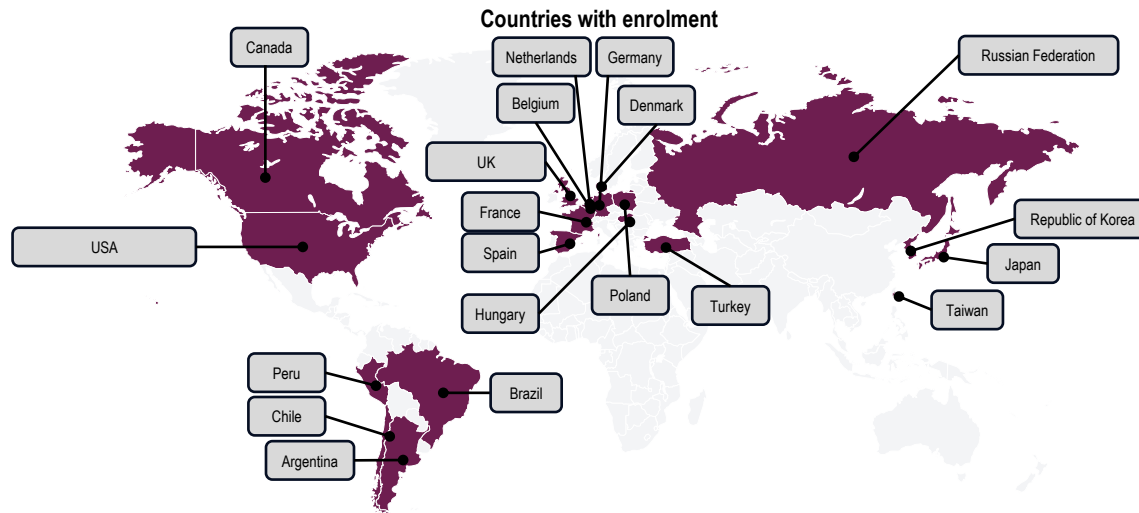 Countries with enrolment
Canada
Netherlands
Germany
Russian Federation
Belgium
Denmark
UK
France
Republic of Korea
USA
Spain
Japan
Hungary
Poland
Turkey
Taiwan
Peru
Brazil
Chile
Argentina